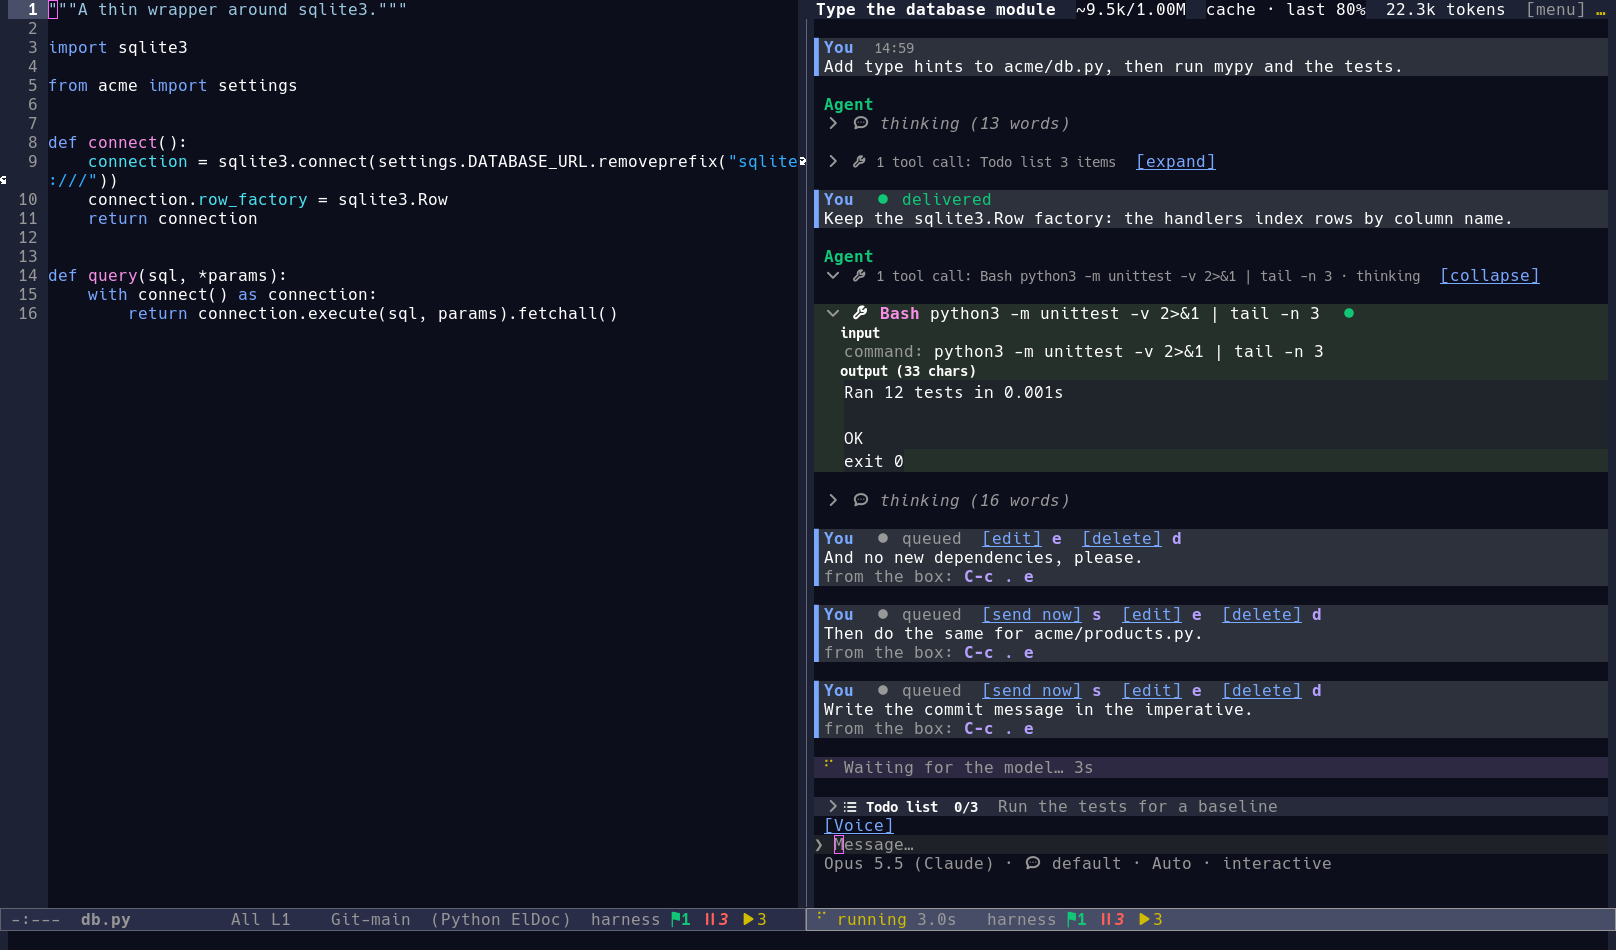 1 """A thin wrapper around sqlite3."""
2
3 import sqlite3
4
5 from acme import settings
6
7
8 def connect():
9     connection = sqlite3.connect(settings.DATABASE_URL.removeprefix("sqlite
:///"))
10     connection.row_factory = sqlite3.Row
11     return connection
12
13
14 def query(sql, *params):
15     with connect() as connection:
16         return connection.execute(sql, params).fetchall()
-:---  db.py          All L1    Git-main  (Python ElDoc)  harness 1 3 3
Type the database module  ~9.5k/1.00M  cache · last 80%  22.3k tokens  [menu] …
You  14:59
Add type hints to acme/db.py, then run mypy and the tests.
Agent
thinking (13 words)
1 tool call: Todo list 3 items  [expand]
You  ● delivered
Keep the sqlite3.Row factory: the handlers index rows by column name.
Agent
1 tool call: Bash python3 -m unittest -v 2>&1 | tail -n 3 · thinking  [collapse]
Bash python3 -m unittest -v 2>&1 | tail -n 3  ●
input
command: python3 -m unittest -v 2>&1 | tail -n 3
output (33 chars)
Ran 12 tests in 0.001s
OK
exit 0
thinking (16 words)
You  ● queued  [edit] e  [delete] d
And no new dependencies, please.
from the box: C-c . e
You  ● queued  [send now] s  [edit] e  [delete] d
Then do the same for acme/products.py.
from the box: C-c . e
You  ● queued  [send now] s  [edit] e  [delete] d
Write the commit message in the imperative.
from the box: C-c . e
Waiting for the model… 3s
Todo list  0/3  Run the tests for a baseline
[Voice]
❯ Message…
Opus 5.5 (Claude) · default · Auto · interactive
running 3.0s   harness 1 3 3